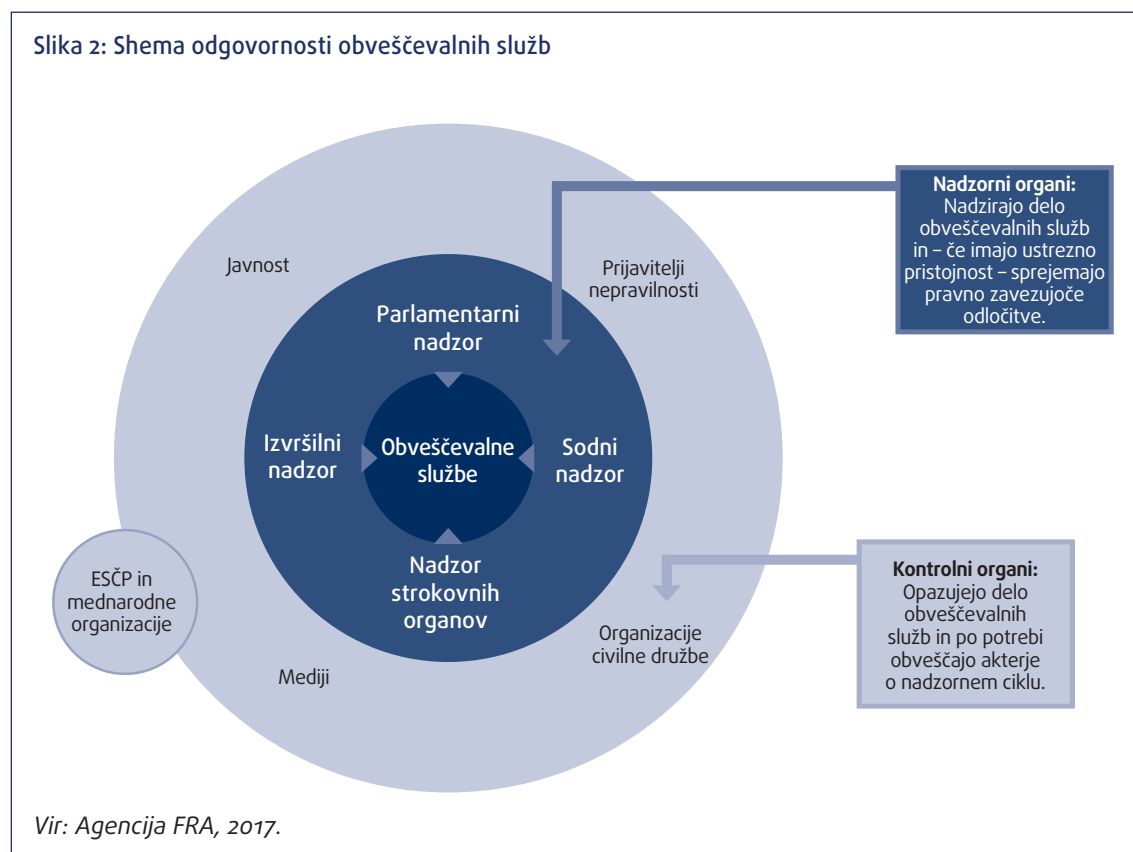 Slika 2: Shema odgovornosti obveščevalnih služb
Javnost
Prijavitelji
nepravilnosti
Parlamentarni
nadzor
Izvršilni
nadzor
Obveščevalne
službe
Sodni
nadzor
Nadzor
strokovnih
organov
ESČP in
mednarodne
organizacije
Mediji
Organizacije
civilne družbe
Nadzorni organi:
Nadzirajo delo
obveščevalnih služb
in – če imajo ustrezno
pristojnost – sprejemajo
pravno zavezujoče
odločitve.
Kontrolni organi:
Opazujejo delo
obveščevalnih
služb in po potrebi
obveščajo akterje
o nadzornem ciklu.
Vir: Agencija FRA, 2017.